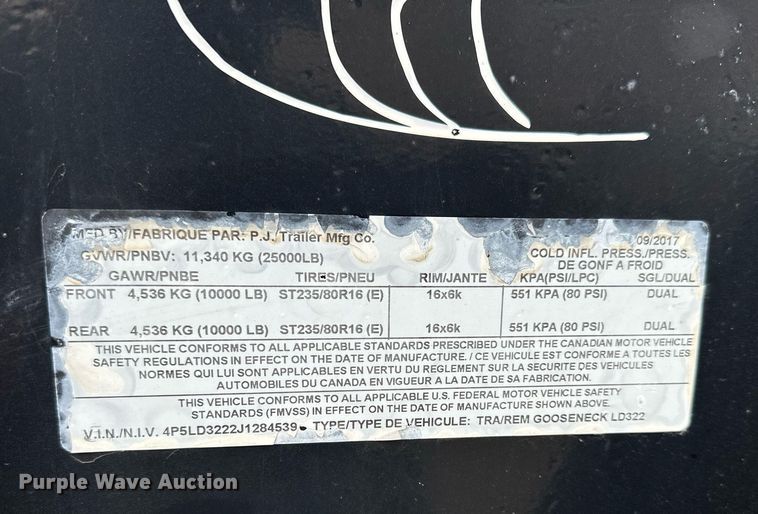 MFD BY/FABRIQUE PAR: P.J. Trailer Mfg Co. 09/2017
GVWR/PNBV: 11,340 KG (25000LB) COLD INFL. PRESS./PRESS. DE GONF A FROID
GAWR/PNBE TIRES/PNEU RIM/JANTE KPA(PSI/LPC) SGL/DUAL
FRONT 4,536 KG (10000 LB) ST235/80R16 (E) 16x6k 551 KPA (80 PSI) DUAL
REAR 4,536 KG (10000 LB) ST235/80R16 (E) 16x6k 551 KPA (80 PSI) DUAL
THIS VEHICLE CONFORMS TO ALL APPLICABLE STANDARDS PRESCRIBED UNDER THE CANADIAN MOTOR VEHICLE
SAFETY REGULATIONS IN EFFECT ON THE DATE OF MANUFACTURE. / CE VEHICULE EST CONFORME A TOUTES LES
NORMES QUI LUI SONT APPLICABLES EN VERTU DU REGLEMENT SUR LA SECURITE DES VEHICULES
AUTOMOBILES DU CANADA EN VIGUEUR A LA DATE DE SA FABRICATION.
THIS VEHICLE CONFORMS TO ALL APPLICABLE U.S. FEDERAL MOTOR VEHICLE SAFETY
STANDARDS (FMVSS) IN EFFECT ON THE DATE OF MANUFACTURE SHOWN ABOVE.
V.I.N./N.I.V. 4P5LD3222J1284539 TYPE/TYPE DE VEHICULE: TRA/REM GOOSENECK LD322
Purple Wave Auction